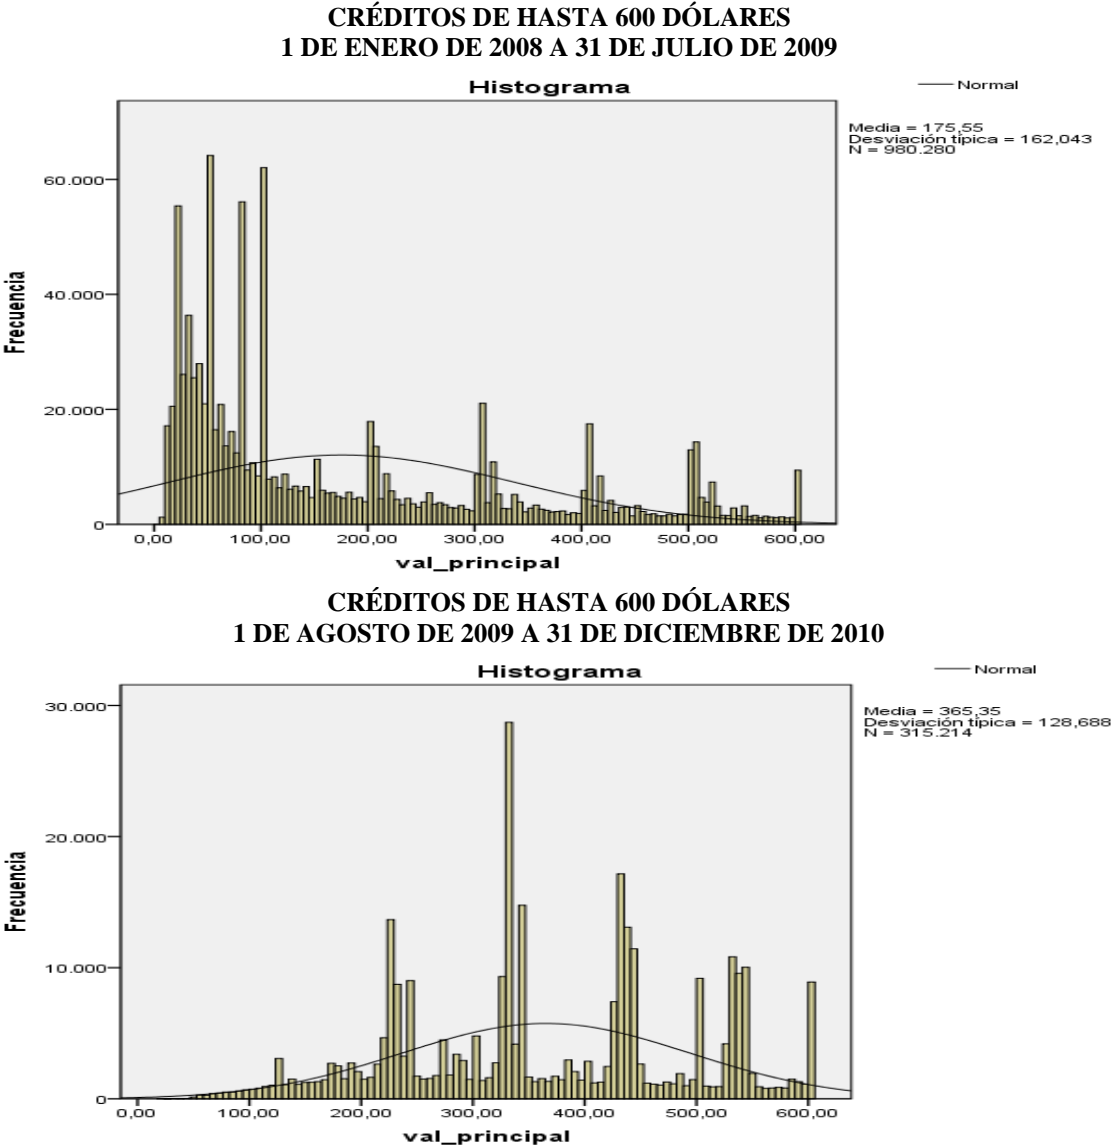 CRÉDITOS DE HASTA 600 DÓLARES
1 DE ENERO DE 2008 A 31 DE JULIO DE 2009
Histograma
Normal
Media = 175,55
Desviación típica = 162,043
N = 980.280
60.000
40.000
20.000
0
Frecuencia
0,00 100,00 200,00 300,00 400,00 500,00 600,00
val_principal
CRÉDITOS DE HASTA 600 DÓLARES
1 DE AGOSTO DE 2009 A 31 DE DICIEMBRE DE 2010
Histograma
Normal
Media = 365,35
Desviación típica = 128,688
N = 315.214
30.000
20.000
10.000
0
Frecuencia
0,00 100,00 200,00 300,00 400,00 500,00 600,00
val_principal